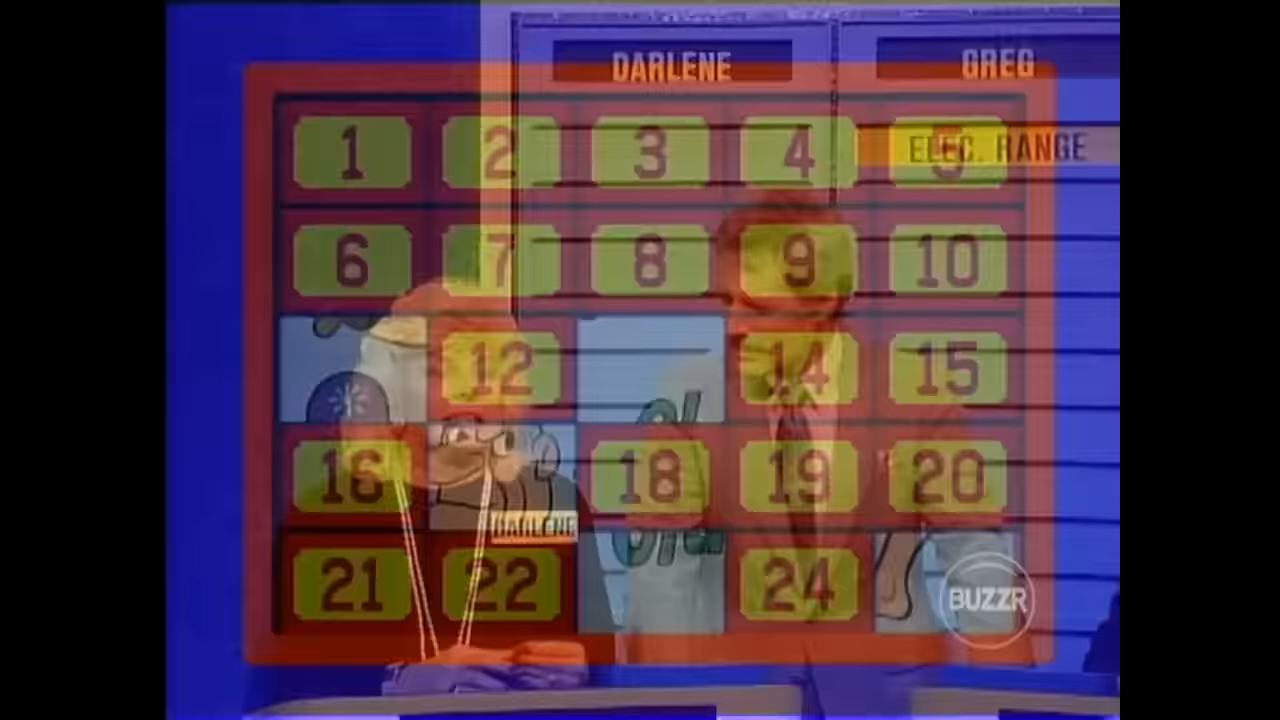 DARLENE GREG
1 2 3 4 5
ELEC. RANGE
6 7 8 9 10
12 14 15
16 18 19 20
DARLENE
21 22 24
BUZZR